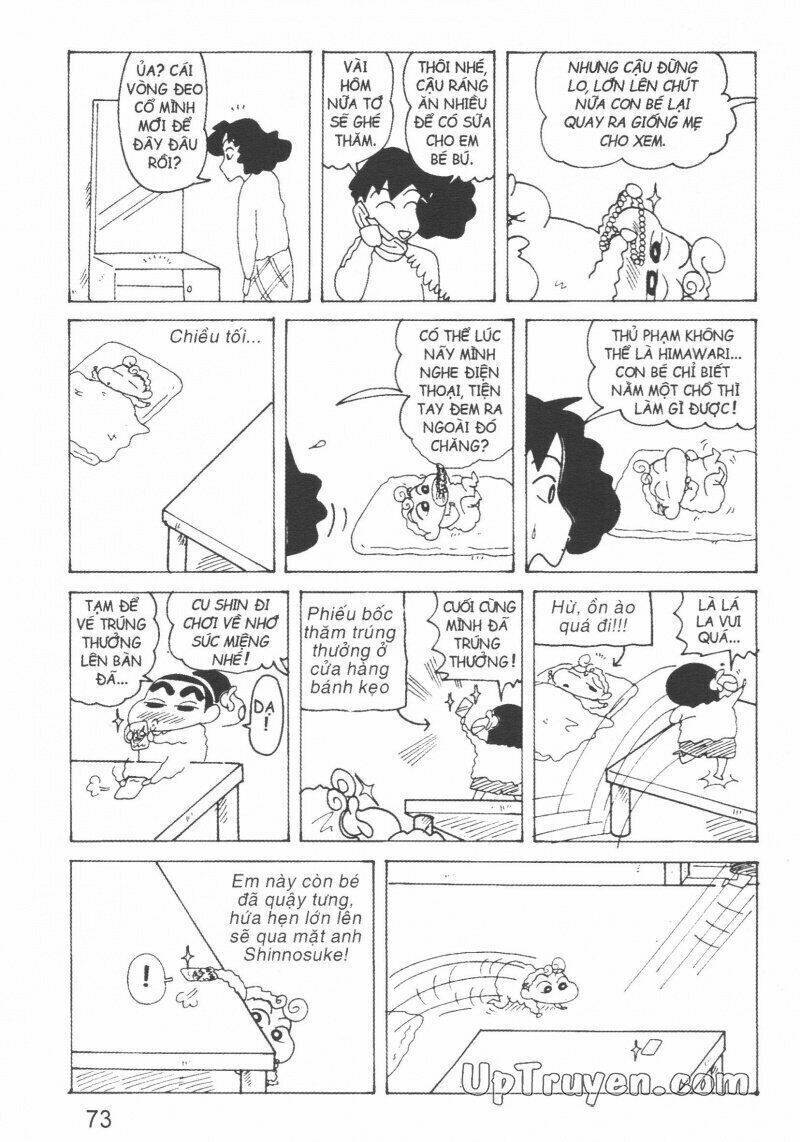 NHƯNG CẬU ĐỪNG
LO, LỚN LÊN CHÚT
NỮA CON BÉ LẠI
QUAY RA GIỐNG MẸ
CHO XEM.
THÔI NHÉ,
CẬU RÁNG
ĂN NHIỀU
ĐỂ CÓ SỮA
CHO EM
BÉ BÚ.
VÀI
HÔM
NỮA TỚ
SẼ GHÉ
THĂM.
ỦA? CÁI
VÒNG ĐEO
CỔ MÌNH
MỚI ĐỂ
ĐÂY ĐÂU
RỒI?
THỦ PHẠM KHÔNG
THỂ LÀ HIMAWARI...
CON BÉ CHỈ BIẾT
NẰM MỘT CHỖ THÌ
LÀM GÌ ĐƯỢC!
CÓ THỂ LÚC
NÃY MÌNH
NGHE ĐIỆN
THOẠI, TIỆN
TAY ĐEM RA
NGOÀI ĐÓ
CHĂNG?
Chiều tối...
LÀ LÁ
LA VUI
QUÁ...
Hừ, ồn ào
quá đi!!!
CUỐI CÙNG
MÌNH ĐÃ
TRÚNG
THƯỞNG!
Phiếu bốc
thăm trúng
thưởng ở
cửa hàng
bánh kẹo
CU SHIN ĐI
CHƠI VỀ NHỚ
SÚC MIỆNG
NHÉ!
DẠ
!
TẠM ĐỂ
VÉ TRÚNG
THƯỞNG
LÊN BÀN
ĐÃ...
Em này còn bé
đã quậy tưng,
hứa hẹn lớn lên
sẽ qua mặt anh
Shinnosuke!
!
UpTruyen.com
73